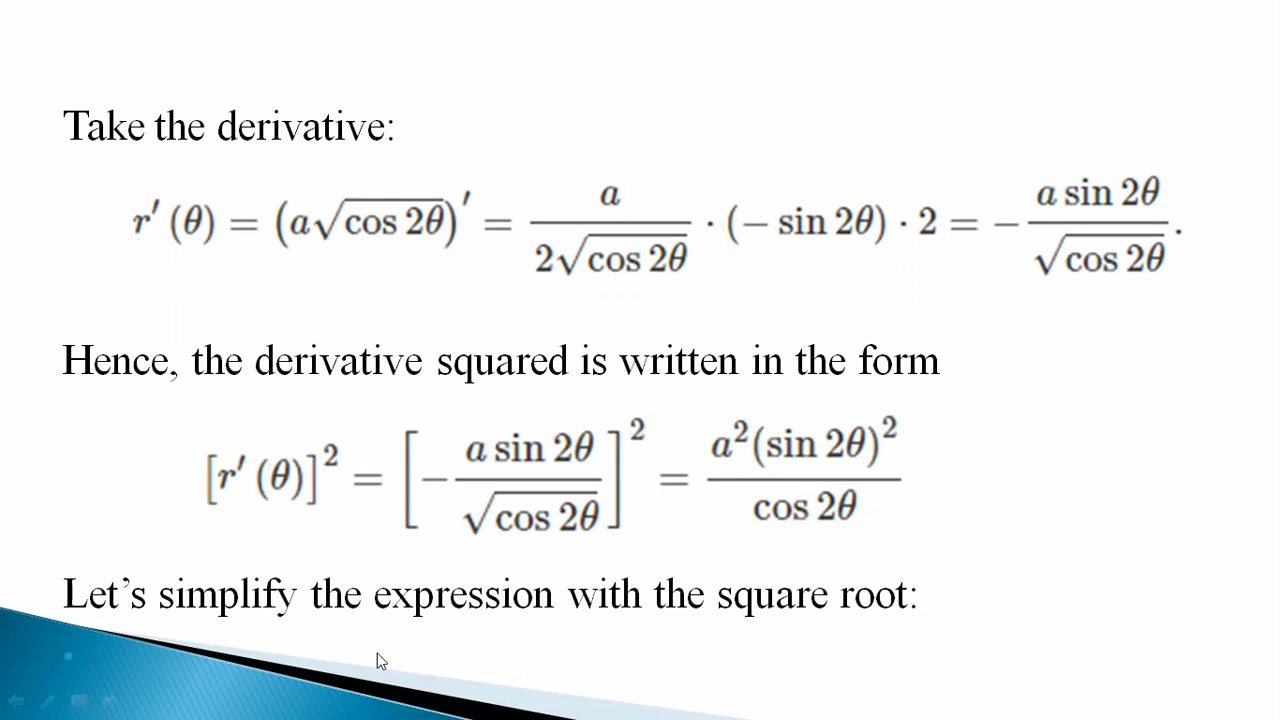 Take the derivative:
r′ (θ) = (a√cos 2θ)′ = a / 2√cos 2θ · (− sin 2θ) · 2 = − a sin 2θ / √cos 2θ .
Hence, the derivative squared is written in the form
[r′ (θ)]² = [− a sin 2θ / √cos 2θ]² = a²(sin 2θ)² / cos 2θ
Let’s simplify the expression with the square root: